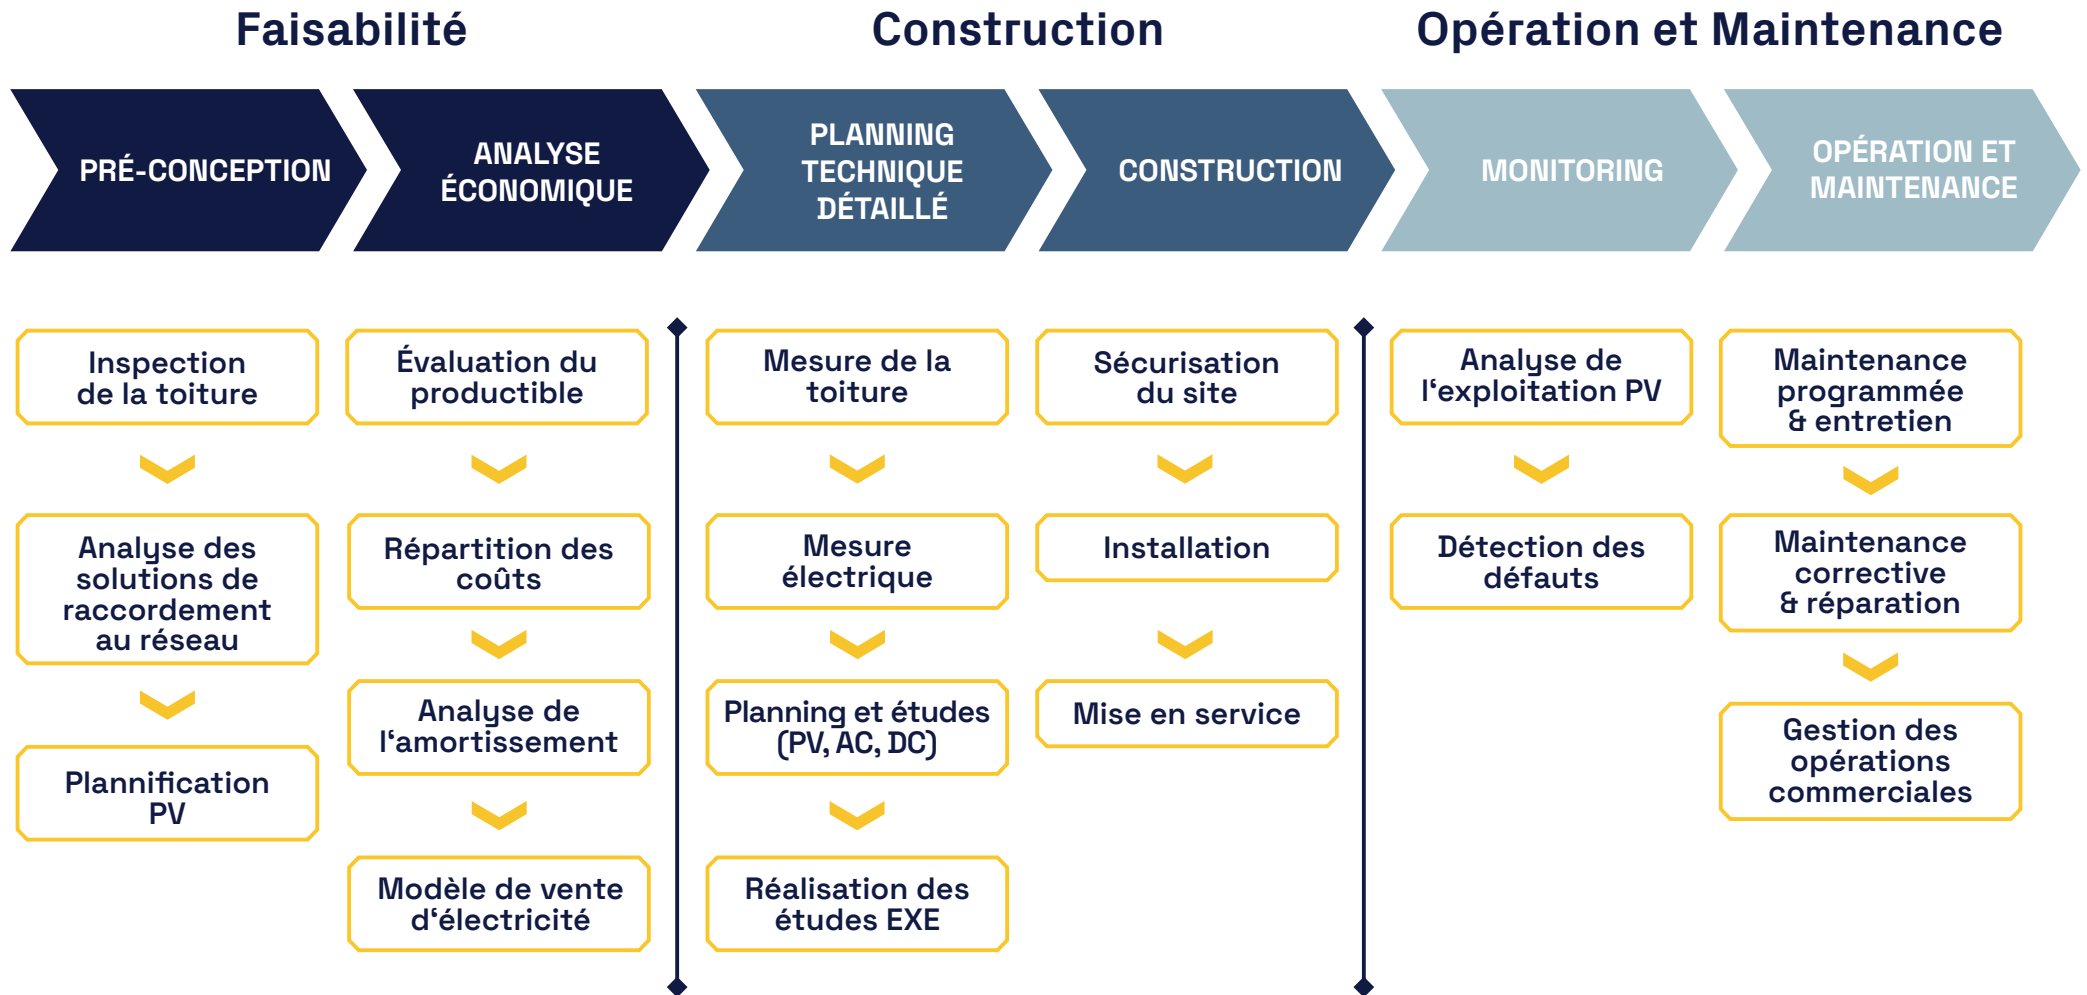 Faisabilité
Construction
Opération et Maintenance
PRÉ-CONCEPTION
ANALYSE
ÉCONOMIQUE
PLANNING
TECHNIQUE
DÉTAILLÉ
CONSTRUCTION
MONITORING
OPÉRATION ET
MAINTENANCE
Inspection
de la toiture
Analyse des
solutions de
raccordement
au réseau
Plannification
PV
Évaluation du
productible
Répartition des
coûts
Analyse de
l‘amortissement
Modèle de vente
d‘électricité
Mesure de la
toiture
Mesure
électrique
Planning et études
(PV, AC, DC)
Réalisation des
études EXE
Sécurisation
du site
Installation
Mise en service
Analyse de
l‘exploitation PV
Détection des
défauts
Maintenance
programmée
& entretien
Maintenance
corrective
& réparation
Gestion des
opérations
commerciales